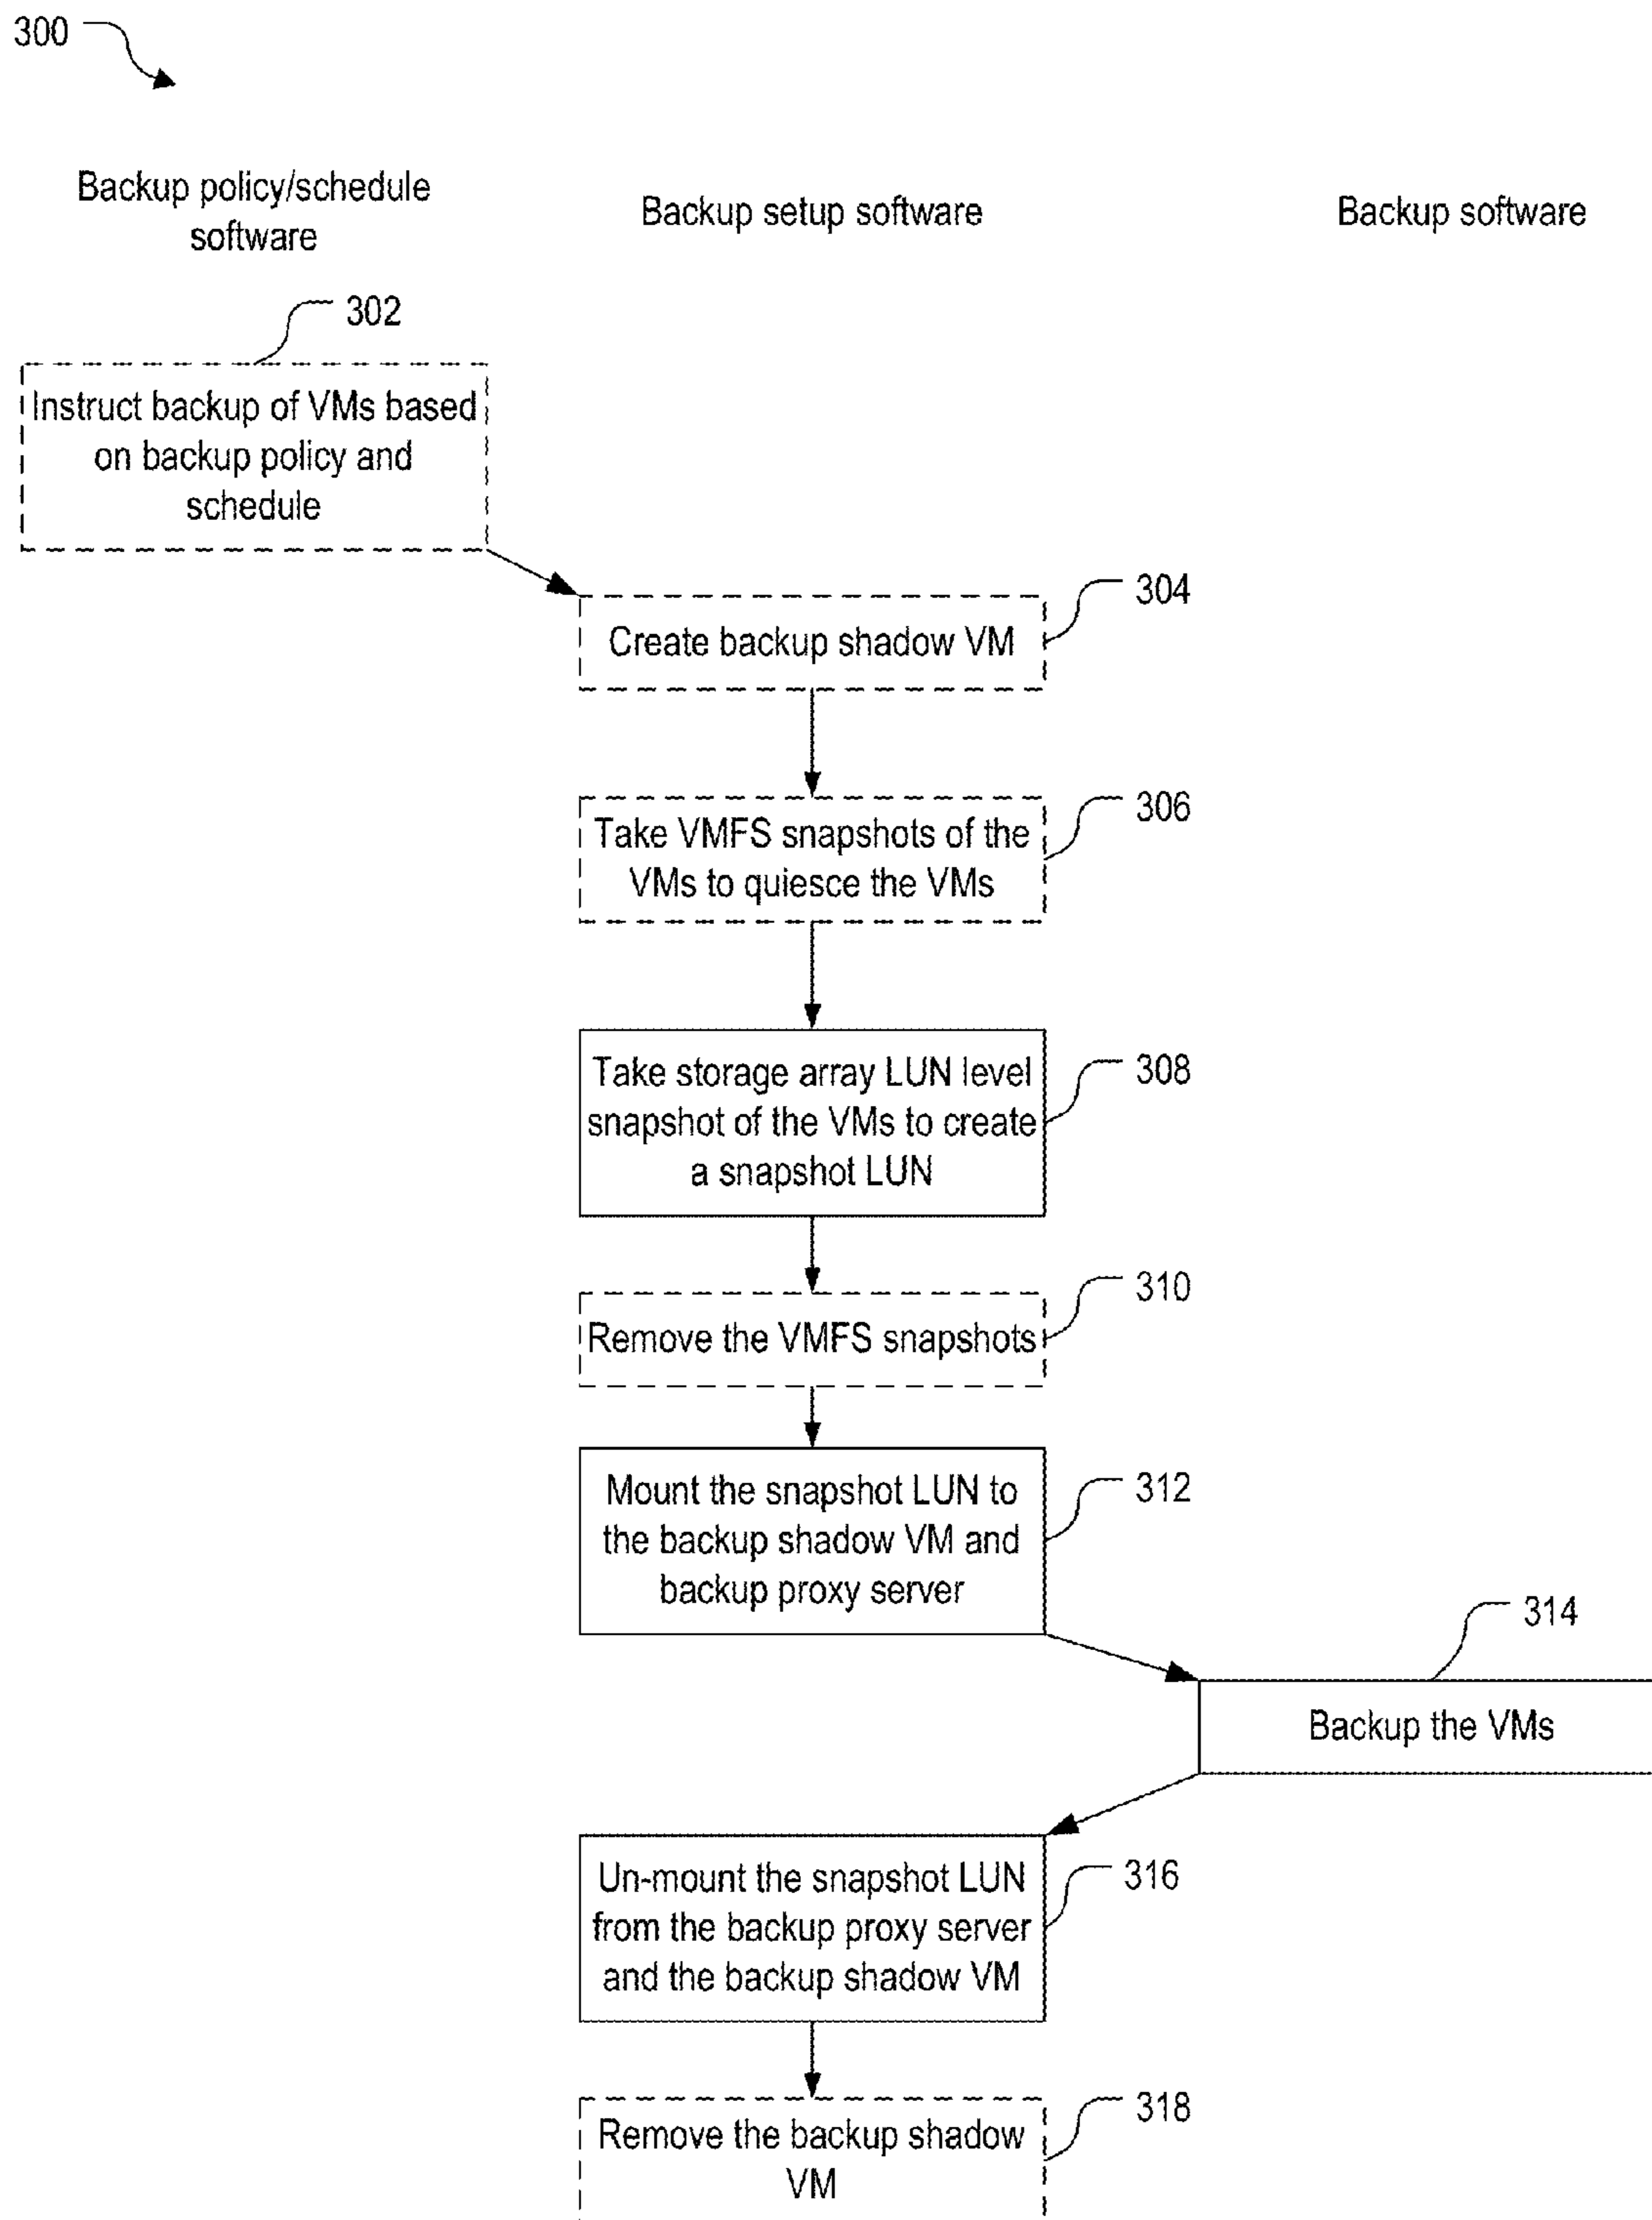 300
Backup policy/schedule
software
Backup setup software
Backup software
302
Instruct backup of VMs based
on backup policy and
schedule
304
Create backup shadow VM
306
Take VMFS snapshots of the
VMs to quiesce the VMs
308
Take storage array LUN level
snapshot of the VMs to create
a snapshot LUN
310
Remove the VMFS snapshots
312
Mount the snapshot LUN to
the backup shadow VM and
backup proxy server
314
Backup the VMs
316
Un-mount the snapshot LUN
from the backup proxy server
and the backup shadow VM
318
Remove the backup shadow
VM